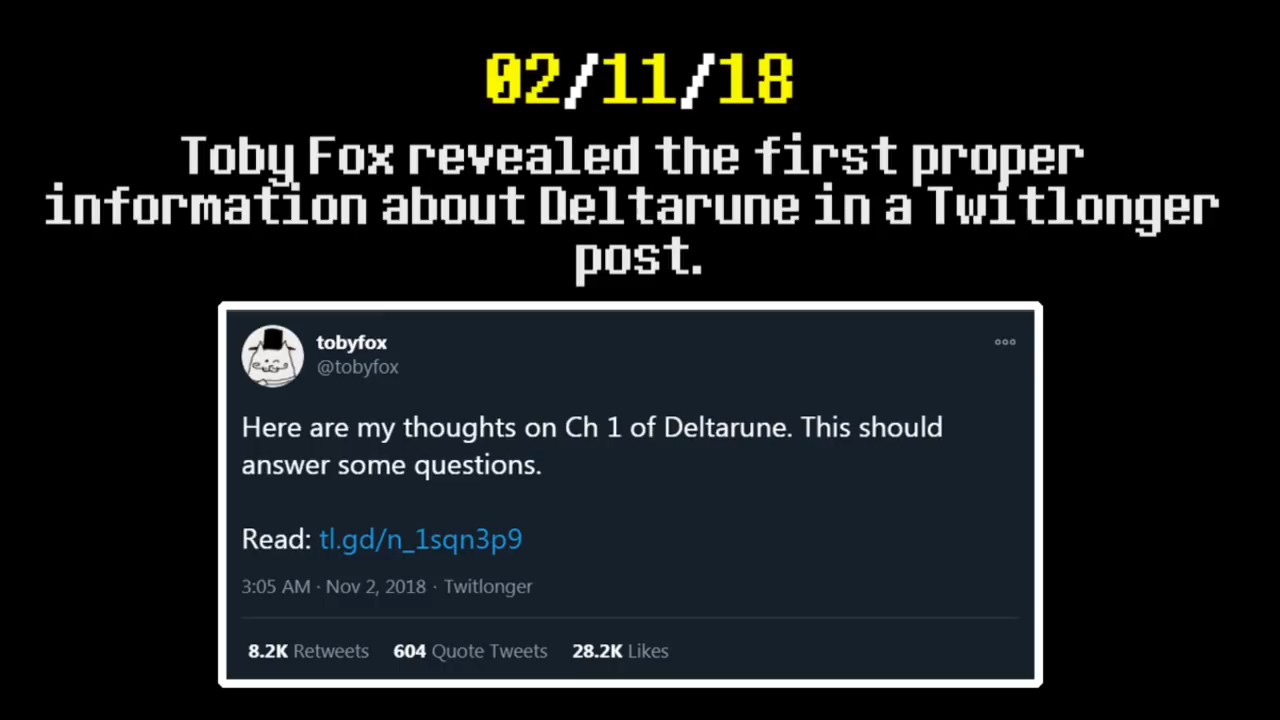 02/11/18
Toby Fox revealed the first proper
information about Deltarune in a Twitlonger
post.
tobyfox
@tobyfox
Here are my thoughts on Ch 1 of Deltarune. This should
answer some questions.
Read: tl.gd/n_1sqn3p9
3:05 AM · Nov 2, 2018 · Twitlonger
8.2K Retweets 604 Quote Tweets 28.2K Likes